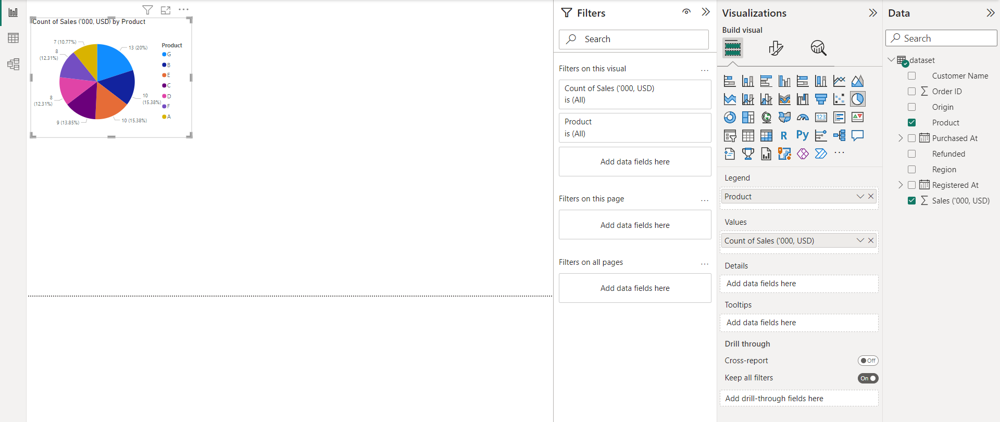 Count of Sales ('000, USD) by Product
7 (10.77%)
8
(12.31%)
8
(12.31%)
9 (13.85%)
10 (15.38%)
10
(15.38%)
13 (20%)
Product
G
B
E
C
D
F
A
Filters
Search
Filters on this visual
...
Count of Sales ('000, USD)
is (All)
Product
is (All)
Add data fields here
Filters on this page
...
Add data fields here
Filters on all pages
...
Add data fields here
Visualizations
Build visual
123
R
Py
...
Legend
Product
Values
Count of Sales ('000, USD)
Details
Add data fields here
Tooltips
Add data fields here
Drill through
Cross-report
Off
Keep all filters
On
Add drill-through fields here
Data
Search
dataset
Customer Name
∑ Order ID
Origin
Product
Purchased At
Refunded
Region
Registered At
∑ Sales ('000, USD)